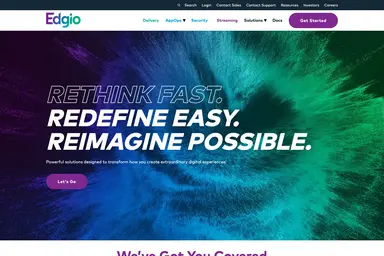 Search Login Contact Sales Contact Support Resources Investors Careers
Edgio
Delivery AppOps Security Streaming Solutions Docs Get Started
RETHINK FAST.
REDEFINE EASY.
REIMAGINE POSSIBLE.
Powerful solutions designed to transform how you create extraordinary digital experiences
Let's Go
We've Got You Covered